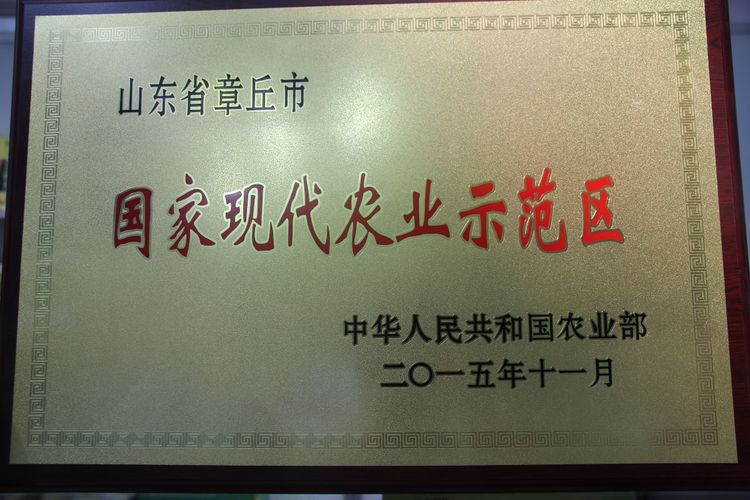 山东省章丘市
国家现代农业示范区
中华人民共和国农业部
二〇一五年十一月